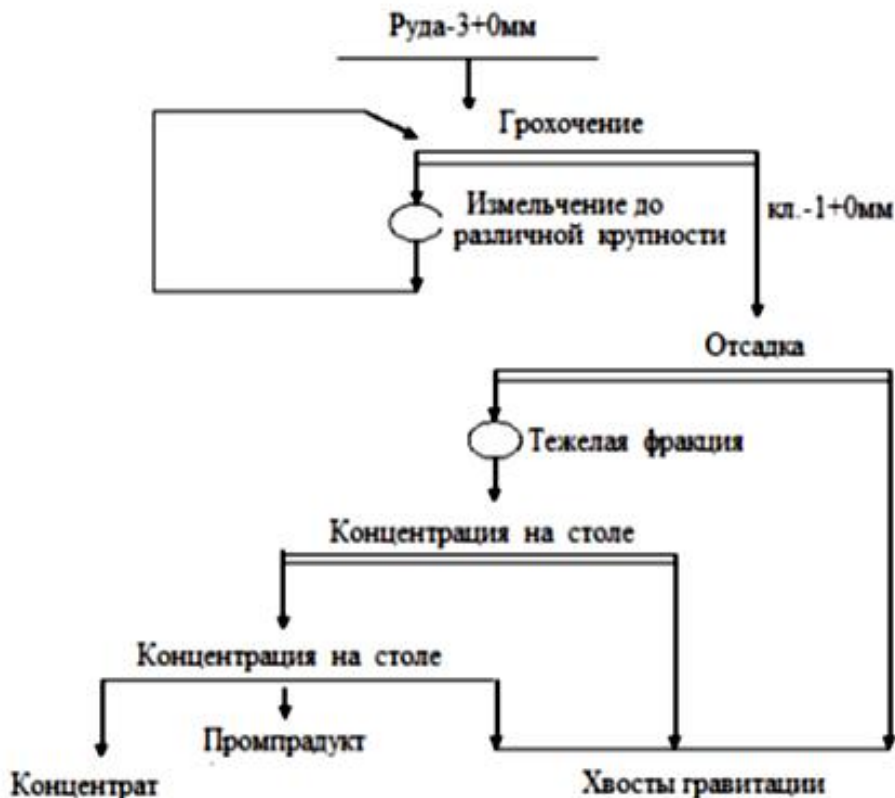 Руда-3+0мм
Грохочение
Измельчение до
различной крупности
кл.-1+0мм
Отсадка
Тежелая фракция
Концентрация на столе
Концентрация на столе
Промпрадукт
Концентрат
Хвосты гравитации